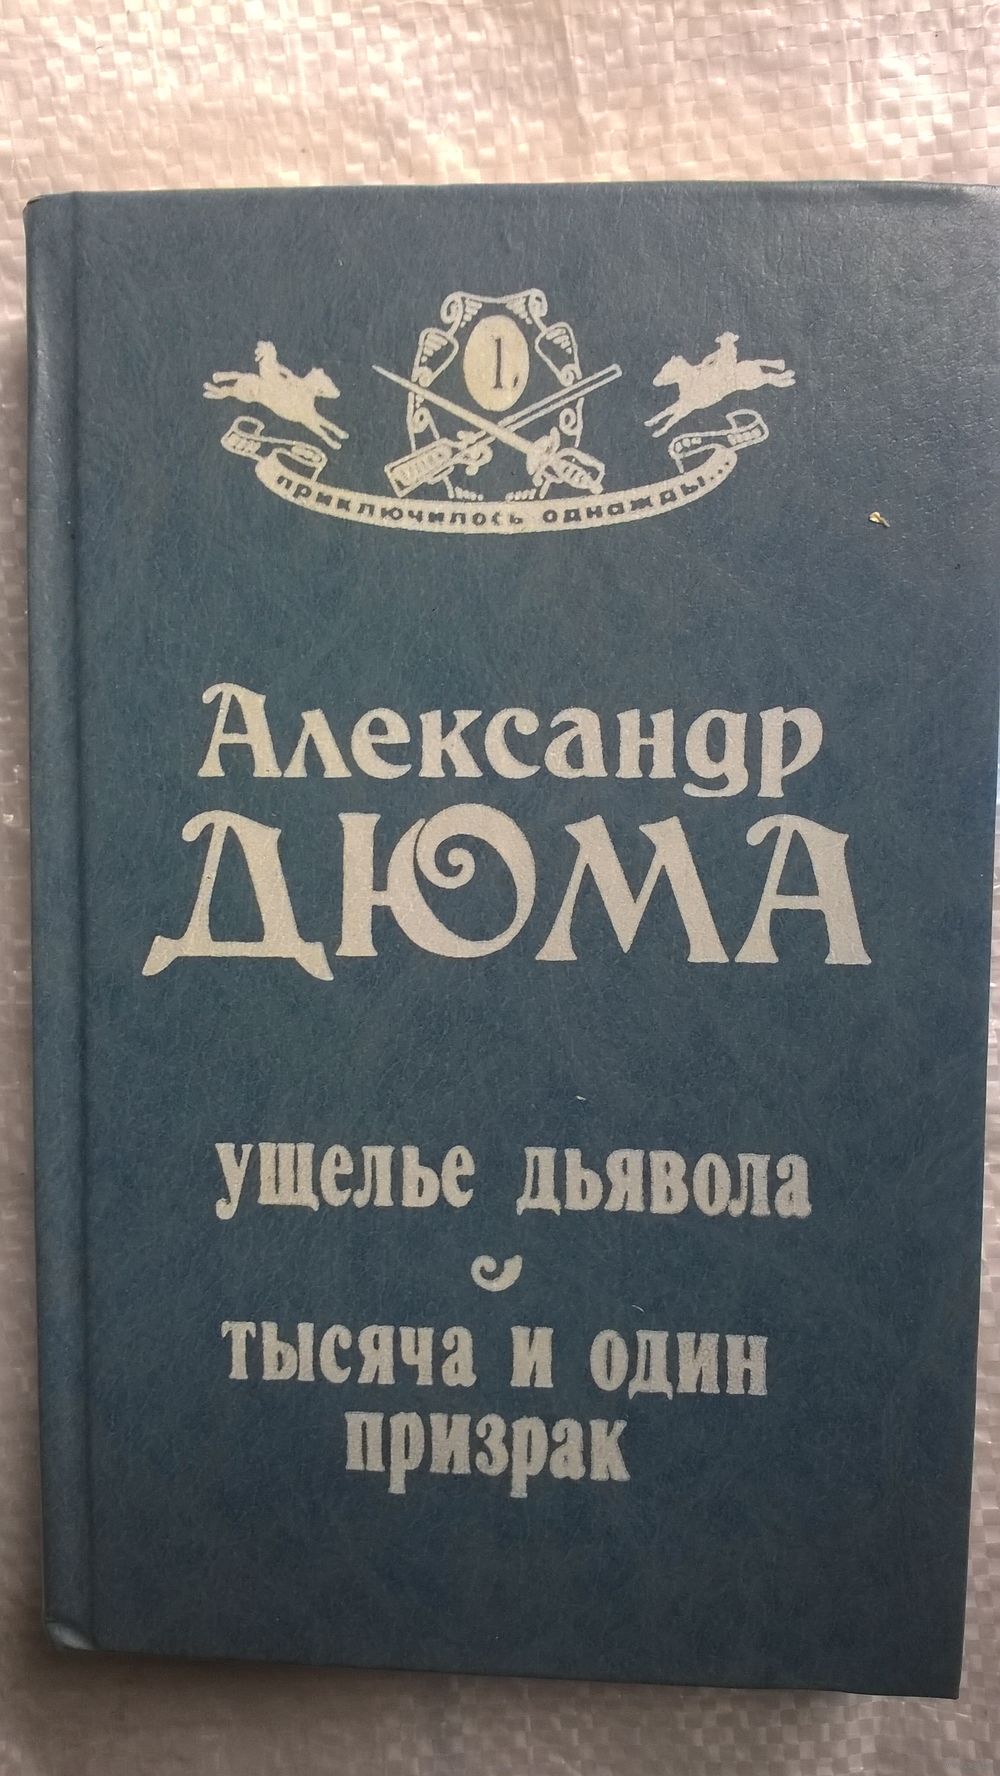 1.
приключилось однажды...
Александр
ДЮМА
ущелье дьявола
тысяча и один
призрак